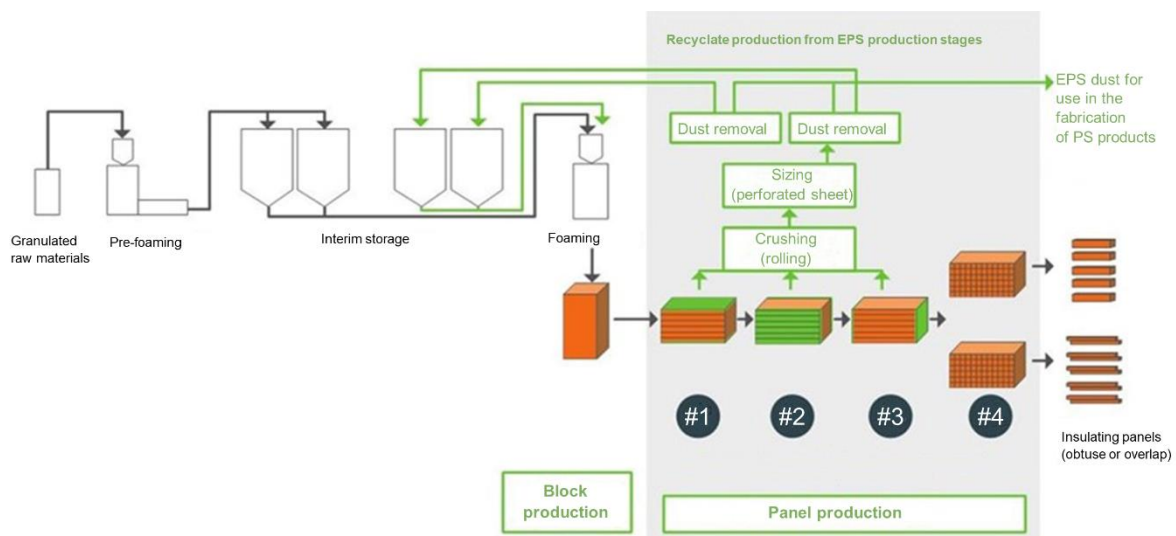 Recyclate production from EPS production stages
EPS dust for
use in the
fabrication
of PS products
Dust removal
Dust removal
Sizing
(perforated sheet)
Crushing
(rolling)
Granulated
raw materials
Pre-foaming
Interim storage
Foaming
#1
#2
#3
#4
Insulating panels
(obtuse or overlap)
Block
production
Panel production